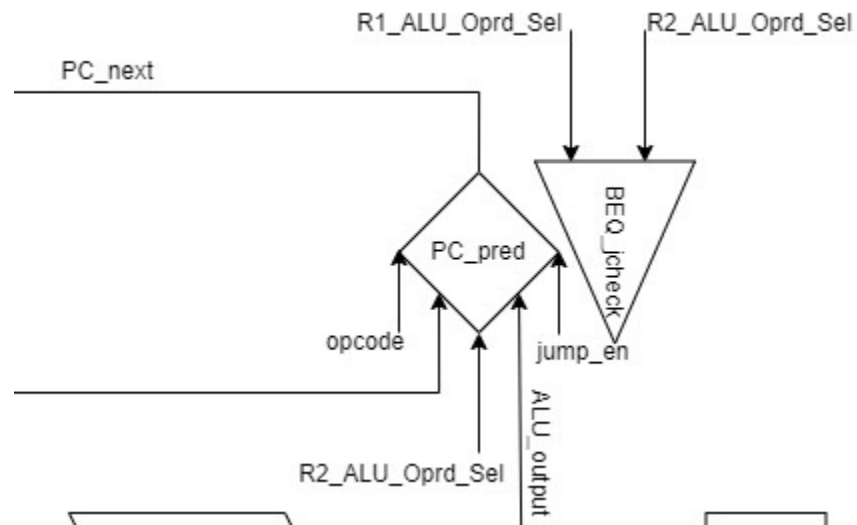 R1_ALU_Oprd_Sel
R2_ALU_Oprd_Sel
PC_next
BEQ_jcheck
PC_pred
opcode
jump_en
ALU_output
R2_ALU_Oprd_Sel